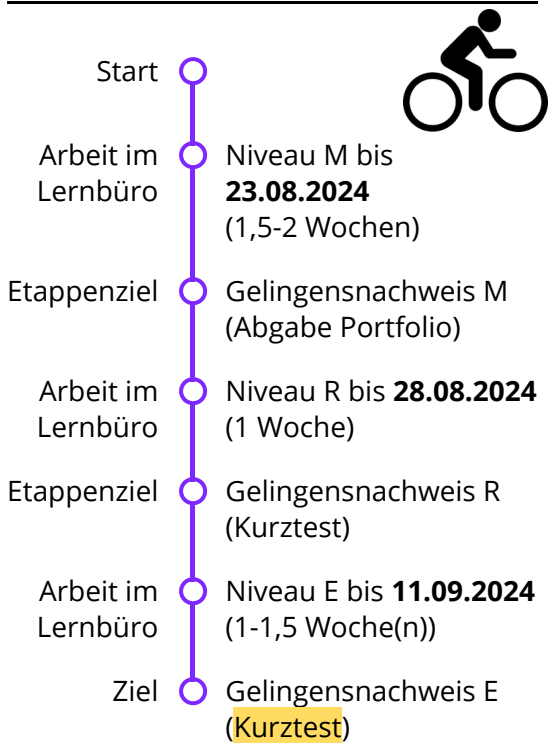 Start
Arbeit im Lernbüro
Niveau M bis
23.08.2024
(1,5-2 Wochen)
Etappenziel
Gelingensnachweis M
(Abgabe Portfolio)
Arbeit im
Lernbüro
Niveau R bis 28.08.2024
(1 Woche)
Etappenziel
Gelingensnachweis R
(Kurztest)
Arbeit im
Lernbüro
Niveau E bis 11.09.2024
(1-1,5 Woche(n))
Ziel
Gelingensnachweis E
(Kurztest)